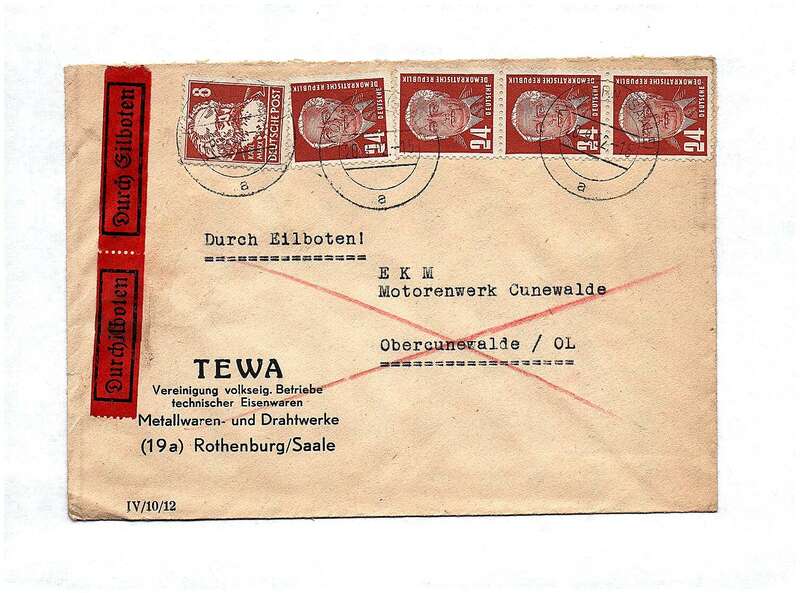 8
KARL MARX
DEUTSCHE POST
24
DEUTSCHE
DEMOKRATISCHE REPUBLIK
24
DEUTSCHE
DEMOKRATISCHE REPUBLIK
24
DEUTSCHE
DEMOKRATISCHE REPUBLIK
24
DEUTSCHE
DEMOKRATISCHE REPUBLIK
a
a
a
Durch Eilboten
Durch Eilboten
Durch Eilboten!
E K M
Motorenwerk Cunewalde
Obercunewalde / OL
TEWA
Vereinigung volkseig. Betriebe
technischer Eisenwaren
Metallwaren- und Drahtwerke
(19a) Rothenburg/Saale
IV/10/12